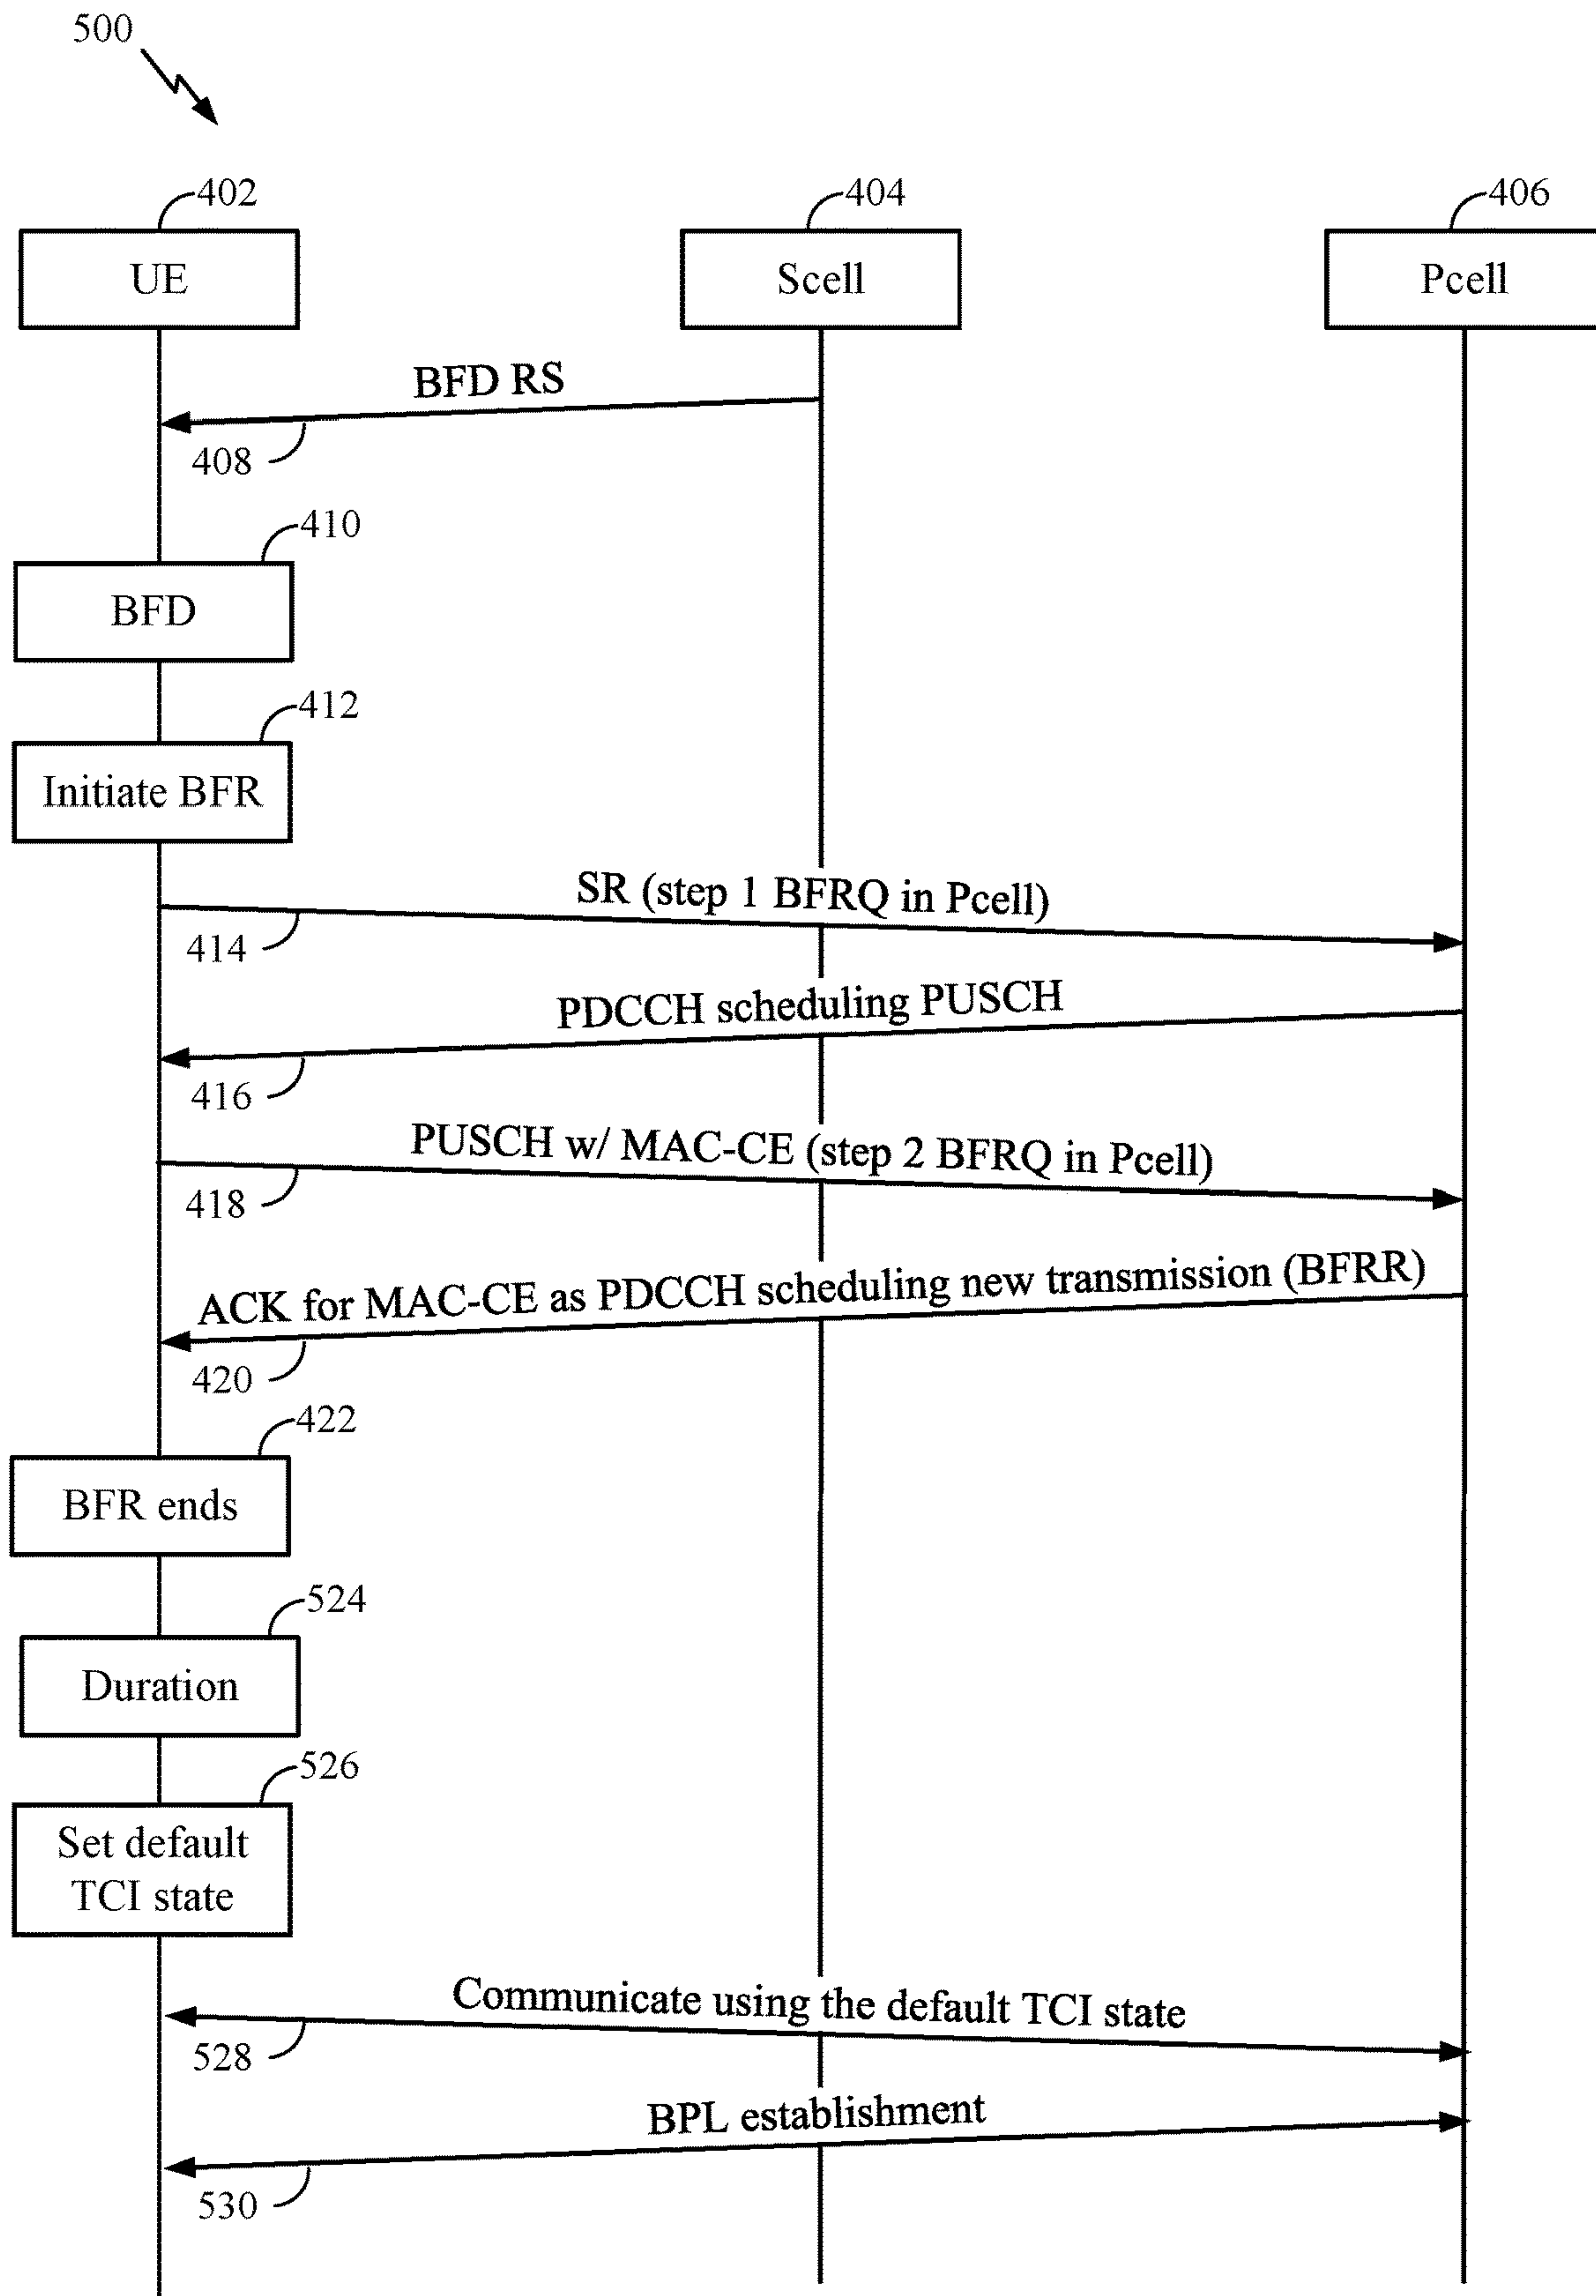 500
402
404
406
UE
Scell
Pcell
BFD RS
408
410
BFD
412
Initiate BFR
SR (step 1 BFRQ in Pcell)
414
PDCCH scheduling PUSCH
416
PUSCH w/ MAC-CE (step 2 BFRQ in Pcell)
418
ACK for MAC-CE as PDCCH scheduling new transmission (BFRR)
420
422
BFR ends
524
Duration
526
Set default
TCI state
Communicate using the default TCI state
528
BPL establishment
530